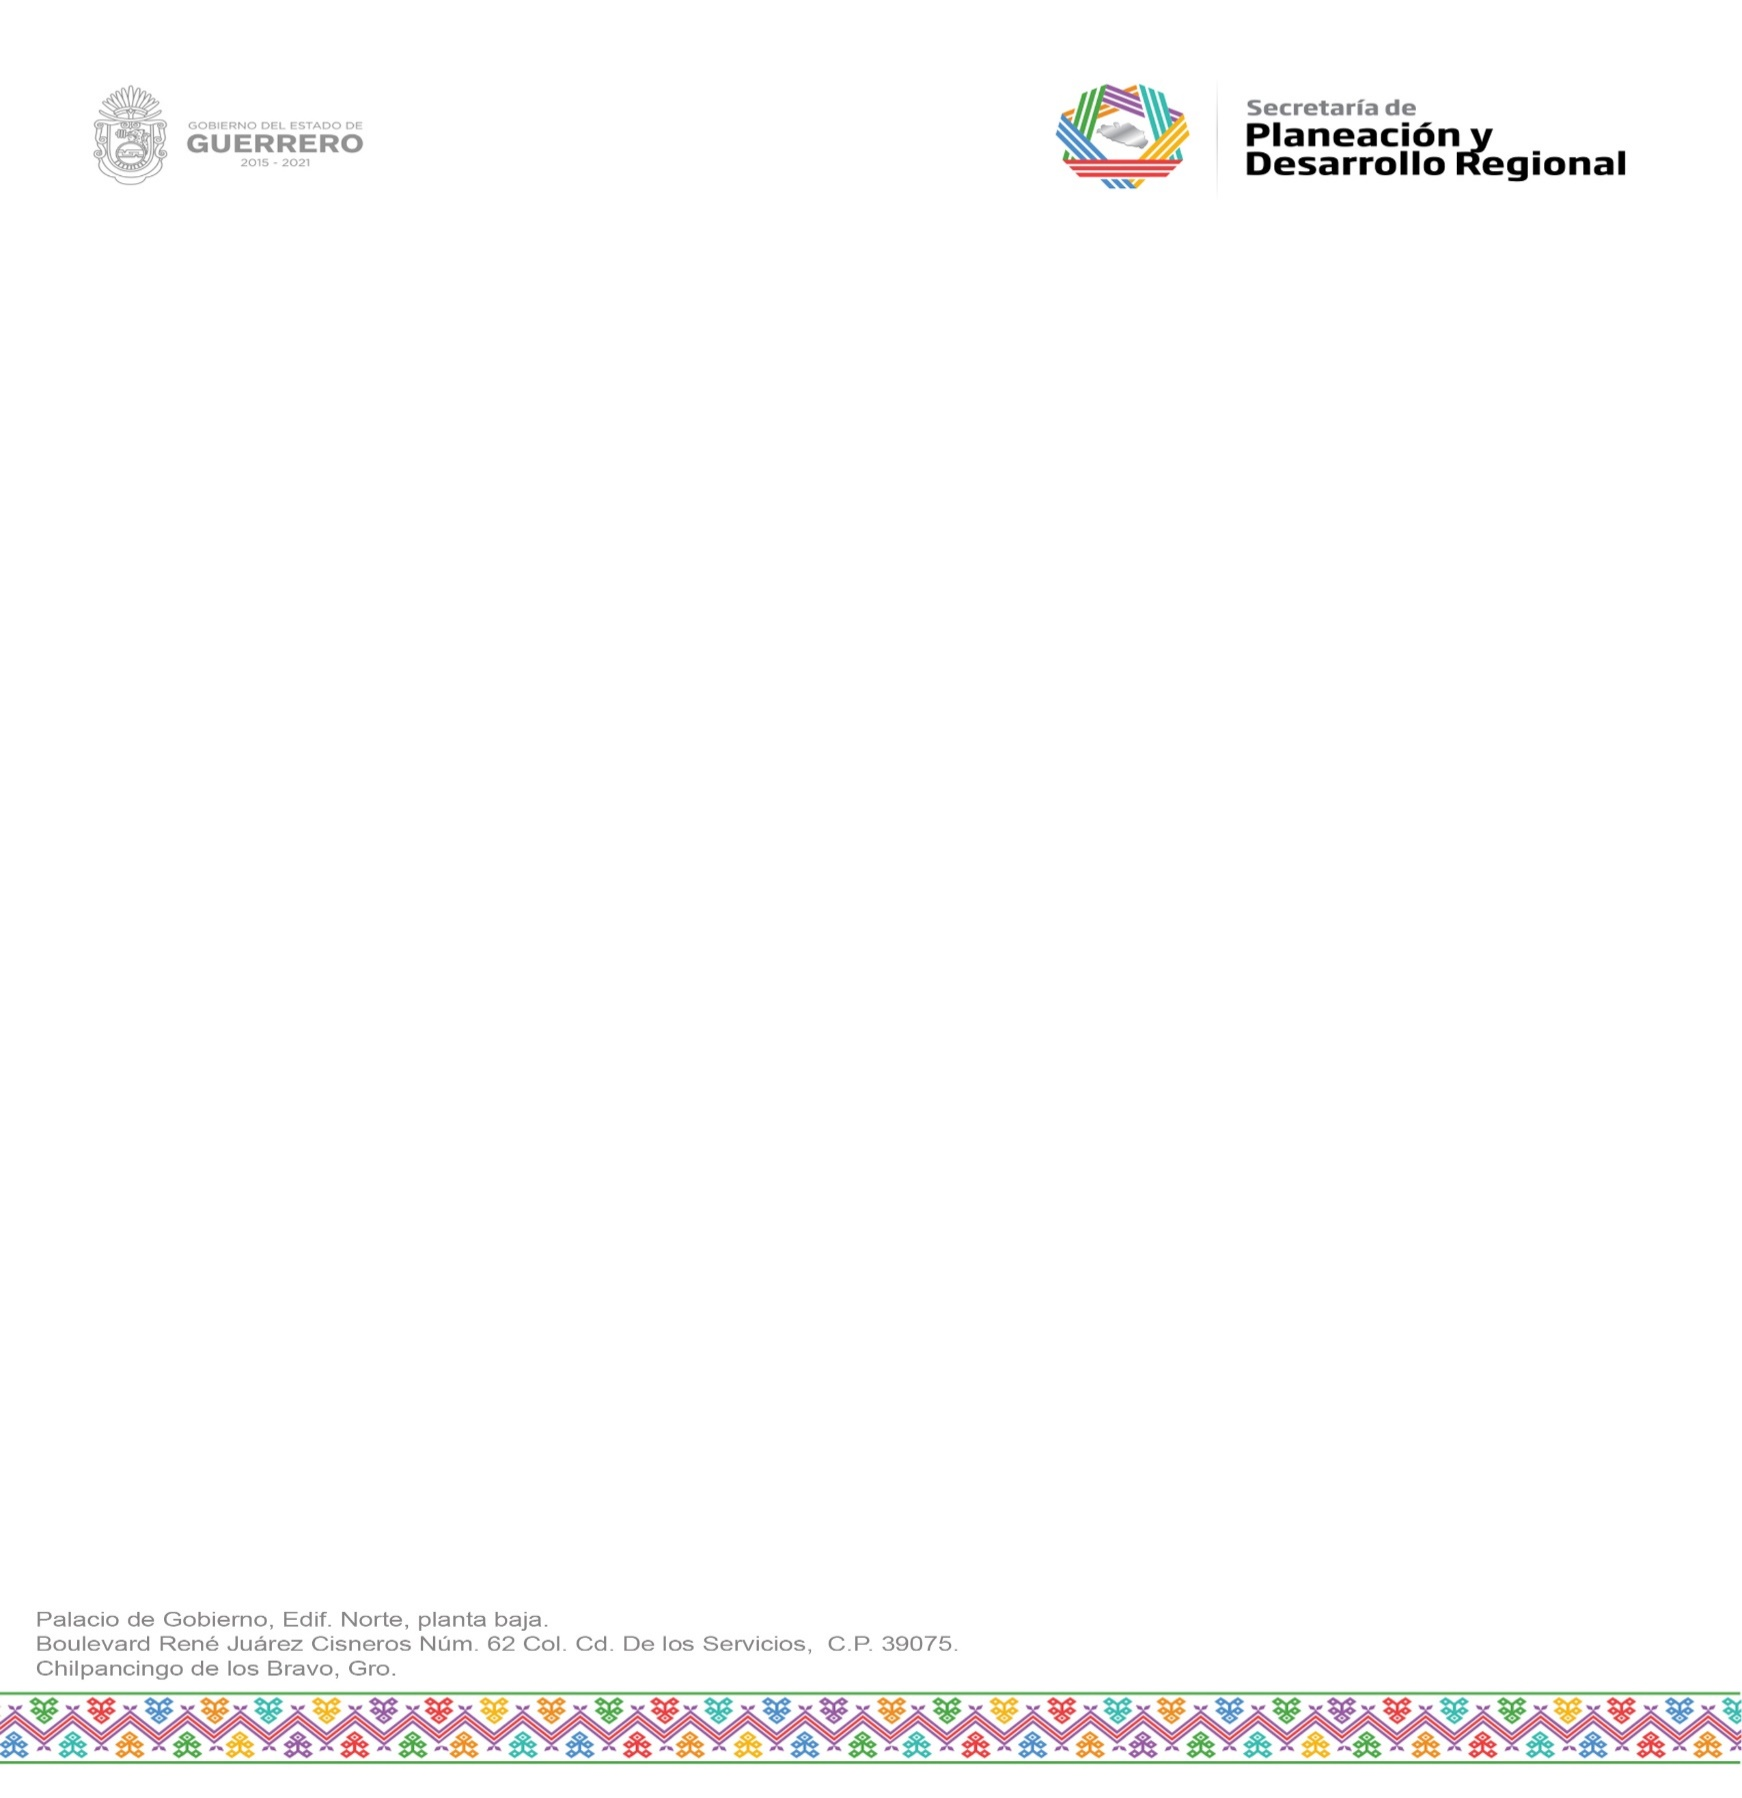 GOBIERNO DEL ESTADO DE
GUERRERO
2015 - 2021
Secretaría de
Planeación y
Desarrollo Regional
Palacio de Gobierno, Edif. Norte, planta baja.
Boulevard René Juárez Cisneros Núm. 62 Col. Cd. De los Servicios,  C.P. 39075.
Chilpancingo de los Bravo, Gro.